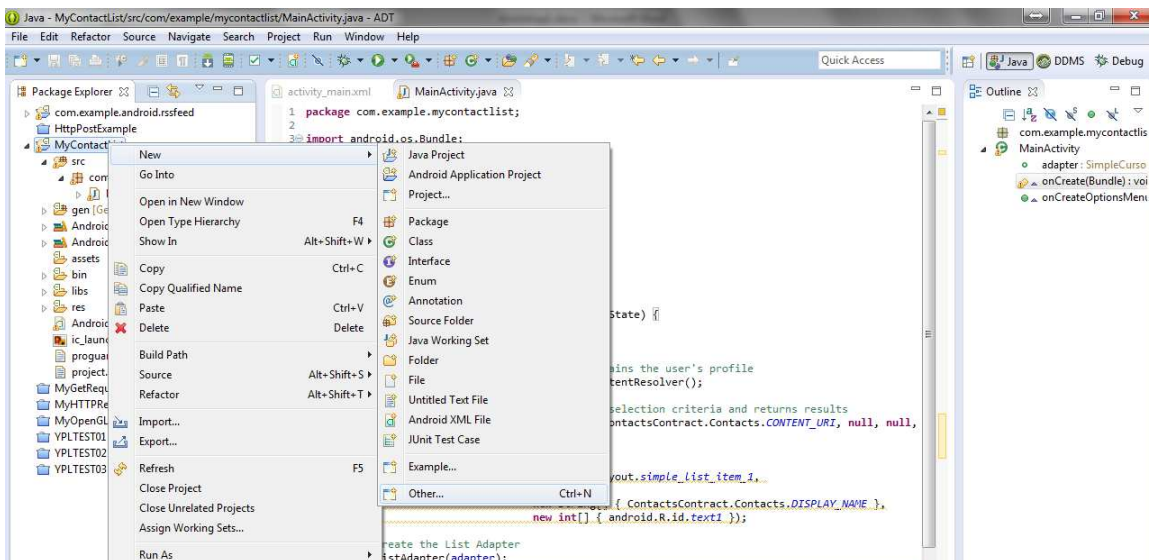 Java - MyContactList/src/com/example/mycontactlist/MainActivity.java - ADT
File Edit Refactor Source Navigate Search Project Run Window Help
Quick Access
Java DDMS Debug
Package Explorer
com.example.android.rssfeed
HttpPostExample
MyContactList
src
com
gen [Ge
Android
Android
assets
bin
libs
res
Androi
ic_launc
proguar
project.
MyGetRequ
MyHTTPRe
MyOpenGL
YPLTEST01
YPLTEST02
YPLTEST03
New
Go Into
Open in New Window
Open Type Hierarchy F4
Show In Alt+Shift+W
Copy Ctrl+C
Copy Qualified Name
Paste Ctrl+V
Delete Delete
Build Path
Source Alt+Shift+S
Refactor Alt+Shift+T
Import...
Export...
Refresh F5
Close Project
Close Unrelated Projects
Assign Working Sets...
Run As
Java Project
Android Application Project
Project...
Package
Class
Interface
Enum
Annotation
Source Folder
Java Working Set
Folder
File
Untitled Text File
Android XML File
JUnit Test Case
Example...
Other... Ctrl+N
activity_main.xml MainActivity.java
1 package com.example.mycontactlist;
2
3 import android.os.Bundle;
State) {
ains the user's profile
tentResolver();
selection criteria and returns results
ontactsContract.Contacts.CONTENT_URI, null, null,
yout.simple_list_item_1,
new String[] { ContactsContract.Contacts.DISPLAY_NAME },
new int[] { android.R.id.text1 });
reate the List Adapter
istAdapter(adapter);
Outline
com.example.mycontactlis
MainActivity
adapter : SimpleCurso
onCreate(Bundle) : voi
onCreateOptionsMenu